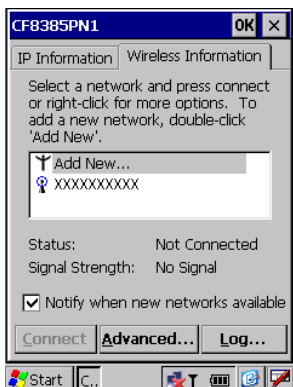 CF8385PN1 OK ×
IP Information Wireless Information
Select a network and press connect
or right-click for more options. To
add a new network, double-click
'Add New'.
Add New...
XXXXXXXXXX
Status: Not Connected
Signal Strength: No Signal
Notify when new networks available
Connect Advanced... Log...
Start C..